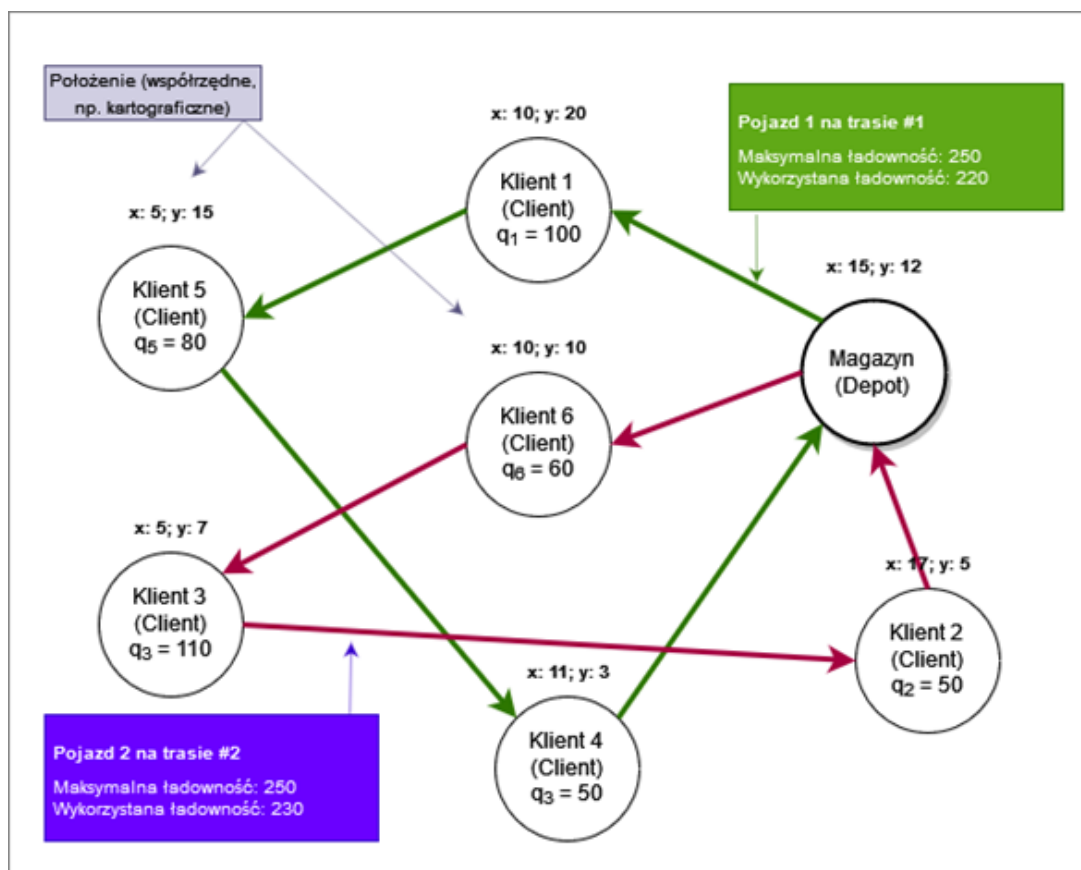 Położenie (współrzędne,
np. kartograficzne)
x: 10; y: 20
Klient 1
(Client)
q1 = 100
Pojazd 1 na trasie #1
Maksymalna ładowność: 250
Wykorzystana ładowność: 220
x: 5; y: 15
Klient 5
(Client)
q5 = 80
x: 15; y: 12
Magazyn
(Depot)
x: 10; y: 10
Klient 6
(Client)
q6 = 60
x: 5; y: 7
Klient 3
(Client)
q3 = 110
x: 17; y: 5
Klient 2
(Client)
q2 = 50
x: 11; y: 3
Klient 4
(Client)
q3 = 50
Pojazd 2 na trasie #2
Maksymalna ładowność: 250
Wykorzystana ładowność: 230